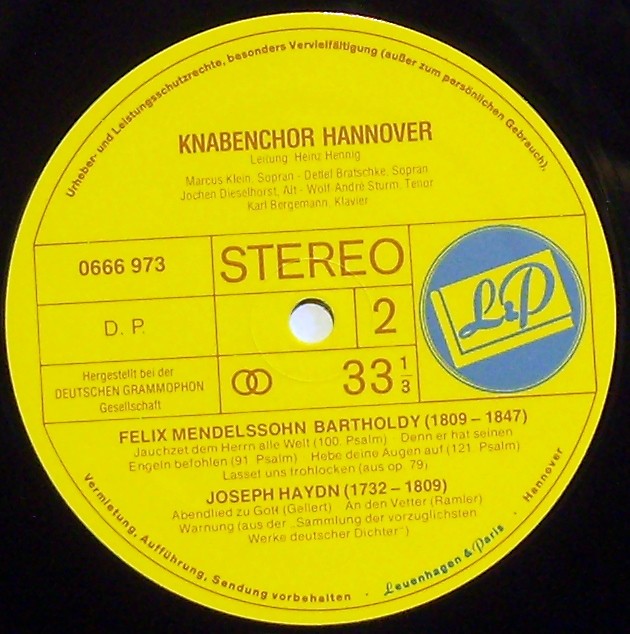 Urheber- und Leistungsschutzrechte, besonders Vervielfältigung (außer zum persönlichen Gebrauch).
KNABENCHOR HANNOVER
Leitung: Heinz Hennig
Marcus Klein, Sopran - Detlef Bratschke, Sopran
Jochen Dieselhorst, Alt - Wolf-André Sturm, Tenor
Karl Bergemann, Klavier
0666 973
STEREO
L&P
D. P.
2
Hergestellt bei der
DEUTSCHEN GRAMMOPHON
Gesellschaft
33 1/3
FELIX MENDELSSOHN BARTHOLDY (1809 – 1847)
Jauchzet dem Herrn alle Welt (100. Psalm) Denn er hat seinen
Engeln befohlen (91. Psalm) Hebe deine Augen auf (121. Psalm)
Lasset uns frohlocken (aus op. 79)
JOSEPH HAYDN (1732 – 1809)
Abendlied zu Gott (Gellert) An den Vetter (Ramler)
Warnung (aus der „Sammlung der vorzüglichsten
Werke deutscher Dichter")
Vermietung, Aufführung, Sendung vorbehalten · Leuenhagen & Paris · Hannover